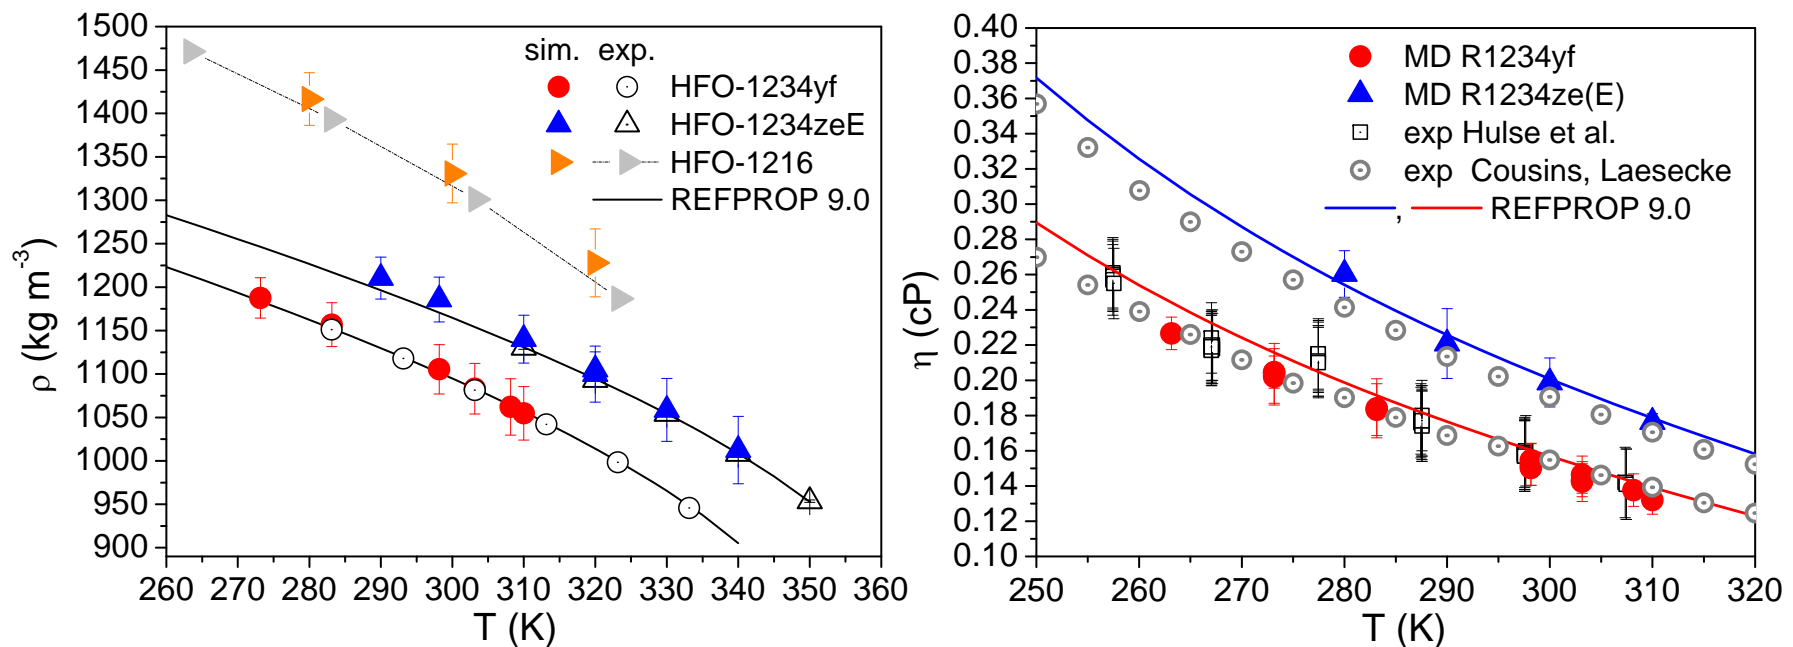 1500
1450
1400
1350
1300
1250
1200
1150
1100
1050
1000
950
900
ρ (kg m-3)
260 270 280 290 300 310 320 330 340 350 360
T (K)
sim. exp.
HFO-1234yf
HFO-1234zeE
HFO-1216
REFPROP 9.0
0.40
0.38
0.36
0.34
0.32
0.30
0.28
0.26
0.24
0.22
0.20
0.18
0.16
0.14
0.12
0.10
η (cP)
250 260 270 280 290 300 310 320
T (K)
MD R1234yf
MD R1234ze(E)
exp Hulse et al.
exp Cousins, Laesecke
, REFPROP 9.0